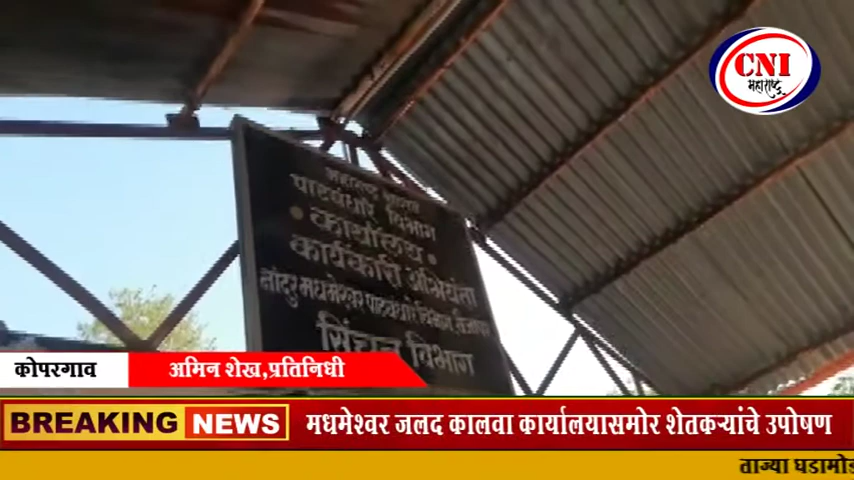 CNI
महाराष्ट्र
महाराष्ट्र शासन
पाटबंधारे विभाग
कार्यालय
कार्यकारी अभियंता
नांदुर मधमेश्वर पाटबंधारे विभाग,
सिंचन विभाग
कोपरगाव
अमिन शेख,प्रतिनिधी
BREAKING NEWS
मधमेश्वर जलद कालवा कार्यालयासमोर शेतकऱ्यांचे उपोषण
ताज्या घडामोड